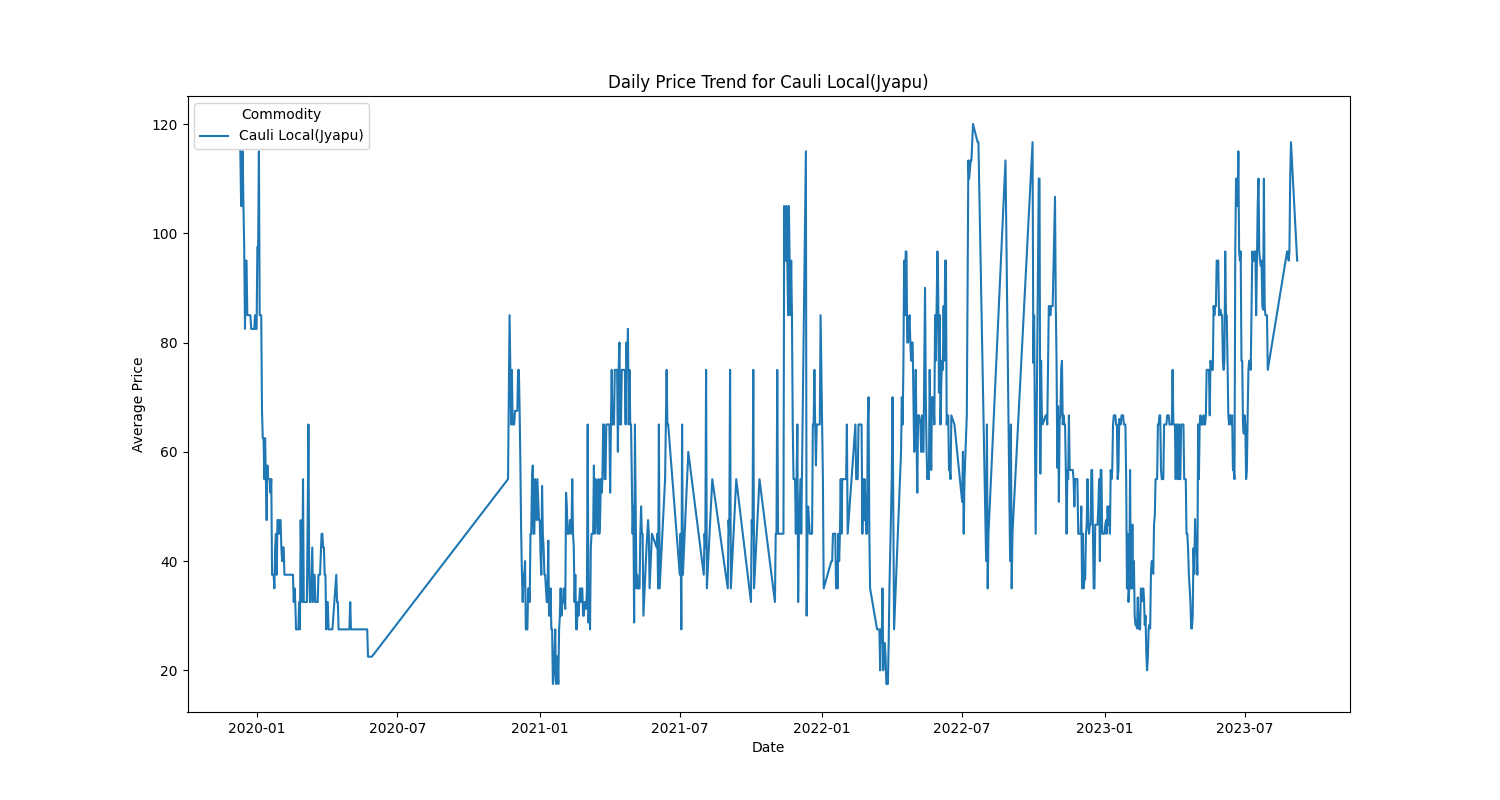 Daily Price Trend for Cauli Local(Jyapu)
Commodity
Cauli Local(Jyapu)
Average Price
120
100
80
60
40
20
2020-01
2020-07
2021-01
2021-07
2022-01
2022-07
2023-01
2023-07
Date